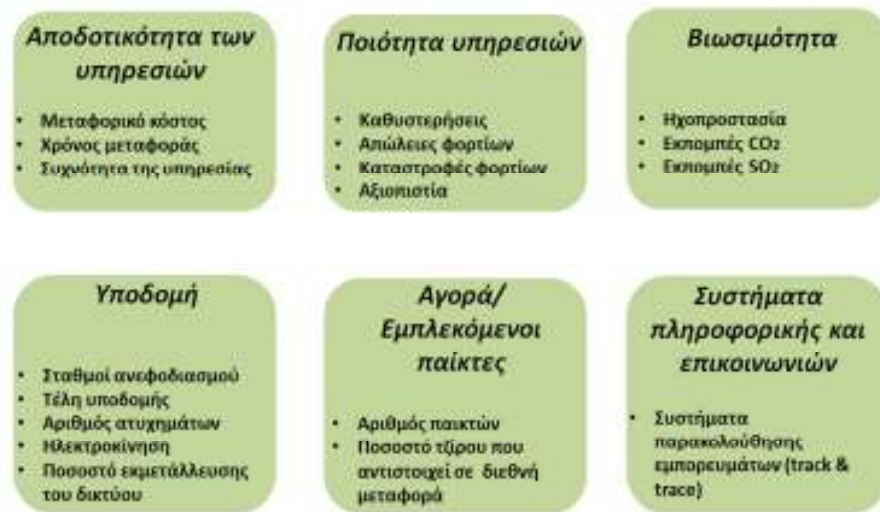 Αποδοτικότητα των
υπηρεσιών
• Μεταφορικό κόστος
• Χρόνος μεταφοράς
• Συχνότητα της υπηρεσίας
Ποιότητα υπηρεσιών
• Καθυστερήσεις
• Απώλειες φορτίων
• Καταστροφές φορτίων
• Αξιοπιστία
Βιωσιμότητα
• Ηχοπροστασία
• Εκπομπές CO₂
• Εκπομπές SO₂
Υποδομή
• Σταθμοί ανεφοδιασμού
• Τέλη υποδομής
• Αριθμός ατυχημάτων
• Ηλεκτροκίνηση
• Ποσοστό εκμετάλλευσης
του δικτύου
Αγορά/
Εμπλεκόμενοι
παίκτες
• Αριθμός παικτών
• Ποσοστό τζίρου που
αντιστοιχεί σε διεθνή
μεταφορά
Συστήματα
πληροφορικής και
επικοινωνιών
• Συστήματα
παρακολούθησης
εμπορευμάτων (track &
trace)